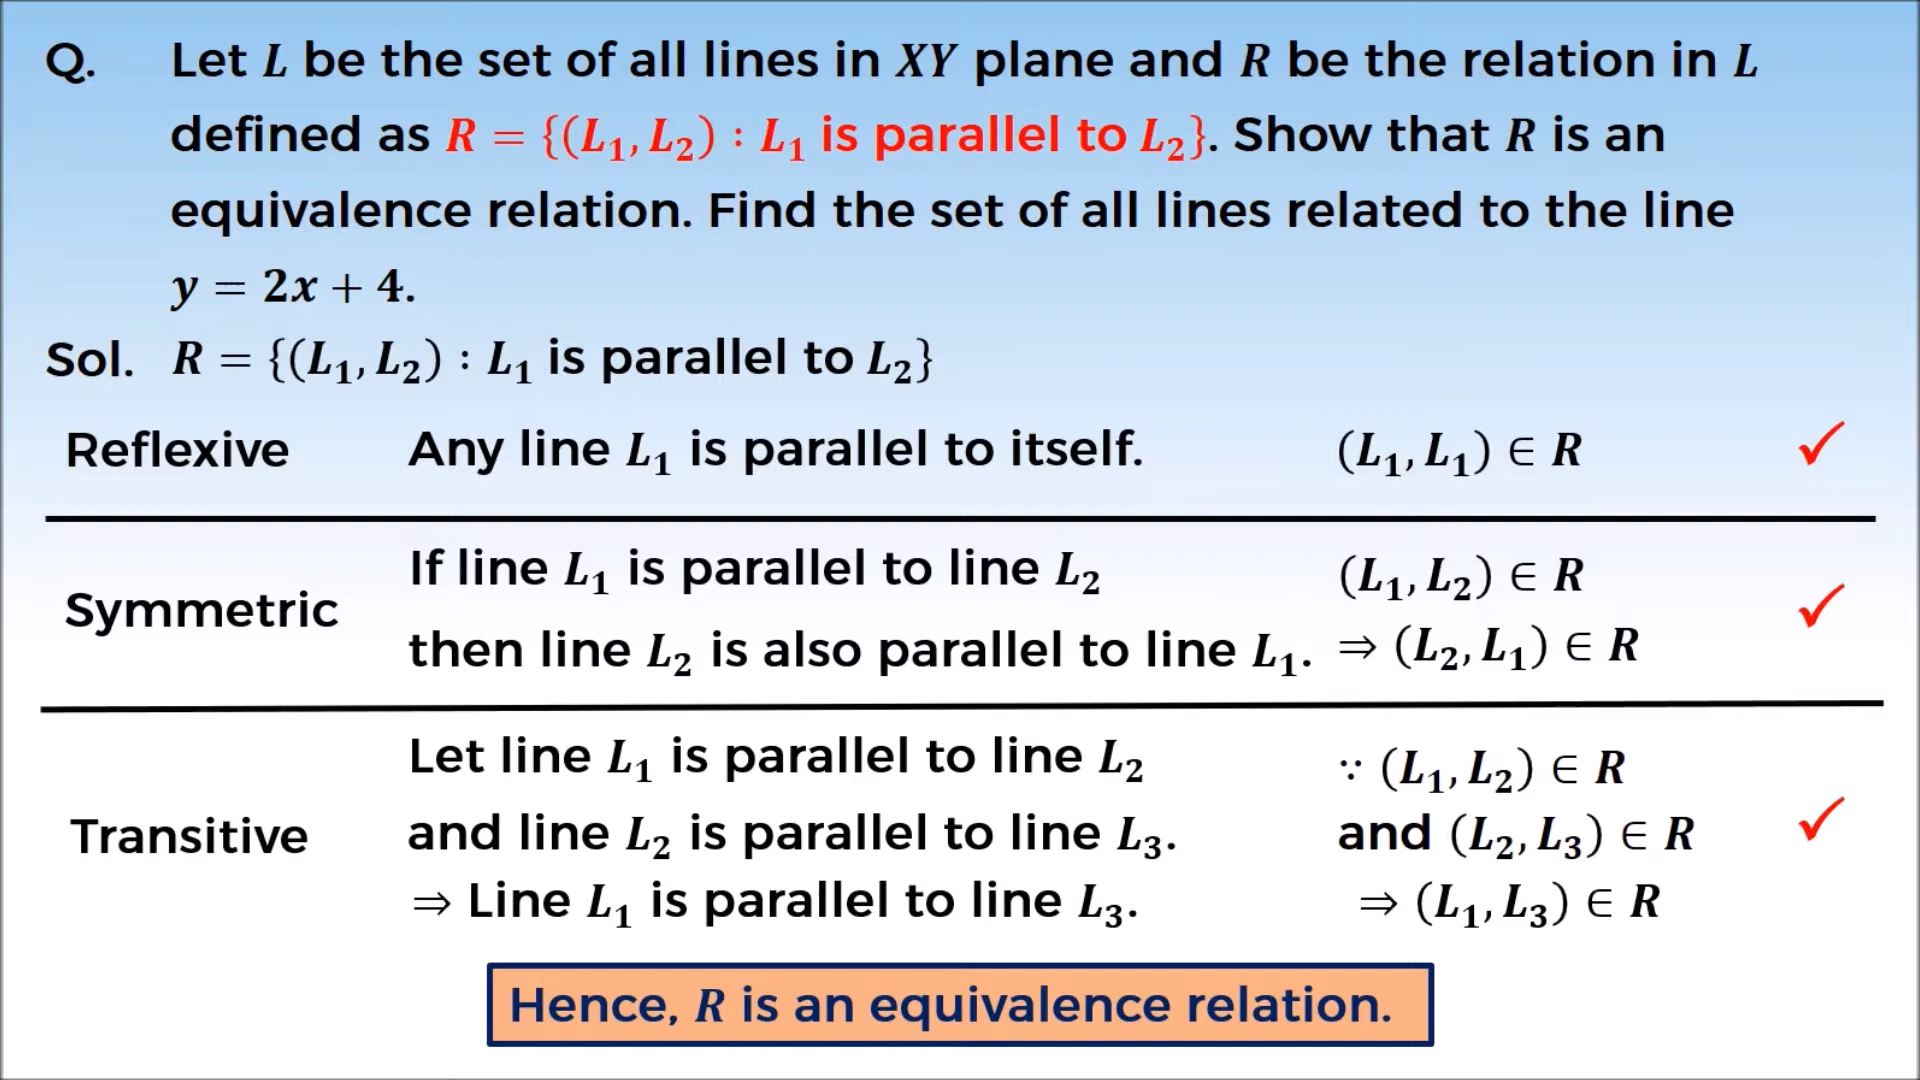 Q. Let L be the set of all lines in XY plane and R be the relation in L
defined as R = {(L₁, L₂) : L₁ is parallel to L₂}. Show that R is an
equivalence relation. Find the set of all lines related to the line
y = 2x + 4.
Sol. R = {(L₁, L₂) : L₁ is parallel to L₂}
Reflexive Any line L₁ is parallel to itself. (L₁, L₁) ∈ R ✓
If line L₁ is parallel to line L₂ (L₁, L₂) ∈ R
Symmetric ✓
then line L₂ is also parallel to line L₁. ⇒ (L₂, L₁) ∈ R
Let line L₁ is parallel to line L₂ ∵ (L₁, L₂) ∈ R
Transitive and line L₂ is parallel to line L₃. and (L₂, L₃) ∈ R ✓
⇒ Line L₁ is parallel to line L₃. ⇒ (L₁, L₃) ∈ R
Hence, R is an equivalence relation.